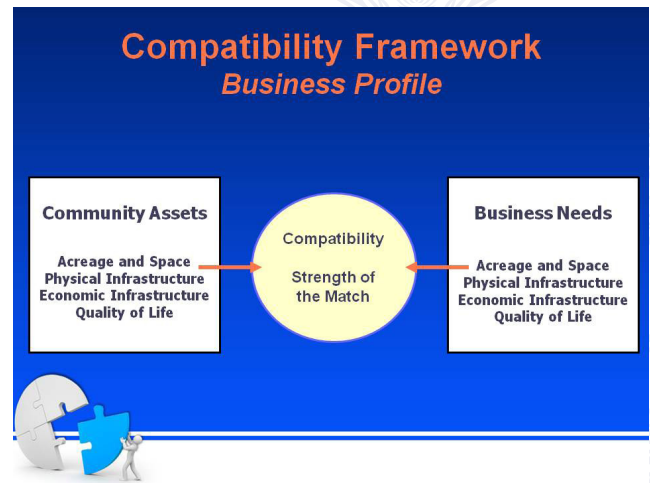 Compatibility Framework
Business Profile
Community Assets
Acreage and Space
Physical Infrastructure
Economic Infrastructure
Quality of Life
Compatibility
Strength of
the Match
Business Needs
Acreage and Space
Physical Infrastructure
Economic Infrastructure
Quality of Life